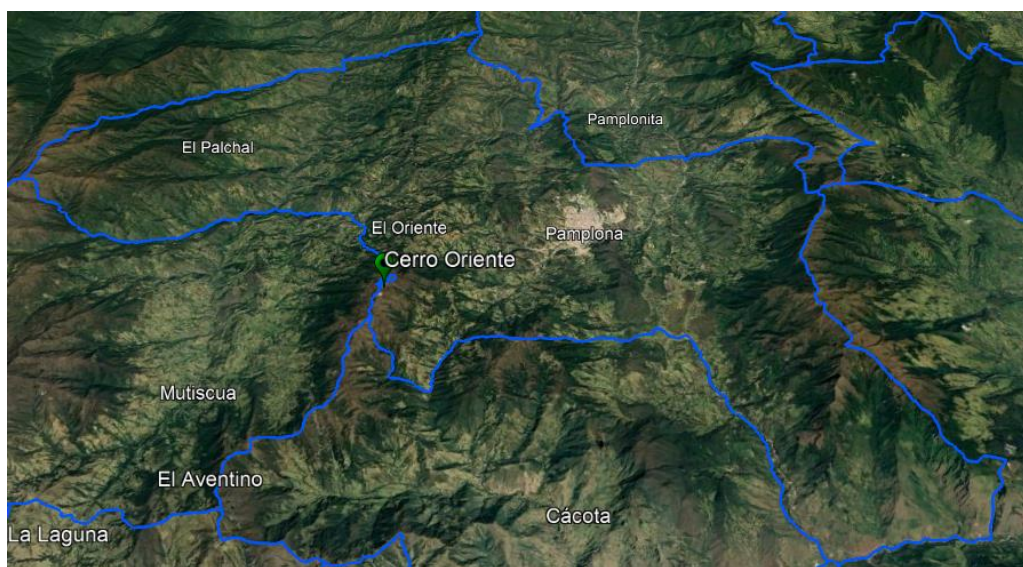 Pamplonita
El Palchal
El Oriente
Pamplona
Cerro Oriente
Mutiscua
El Aventino
Cácota
La Laguna